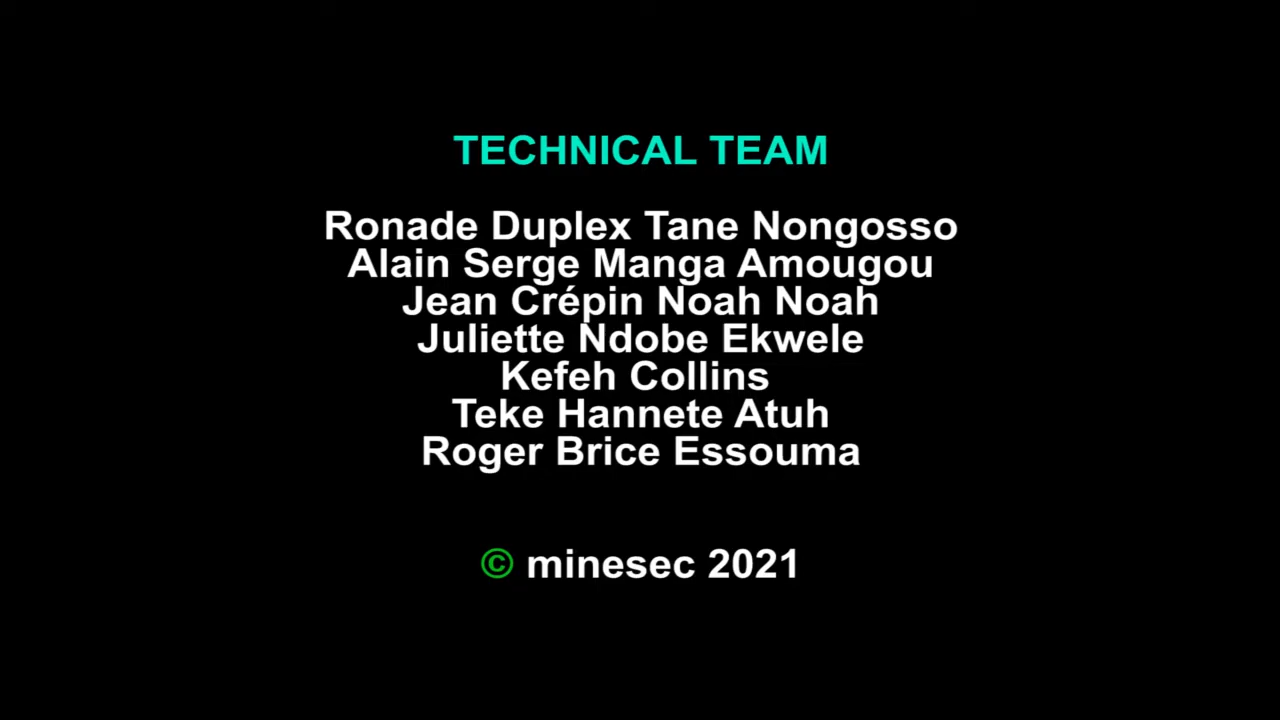 TECHNICAL TEAM
Ronade Duplex Tane Nongosso
Alain Serge Manga Amougou
Jean Crépin Noah Noah
Juliette Ndobe Ekwele
Kefeh Collins
Teke Hannete Atuh
Roger Brice Essouma
© minesec 2021